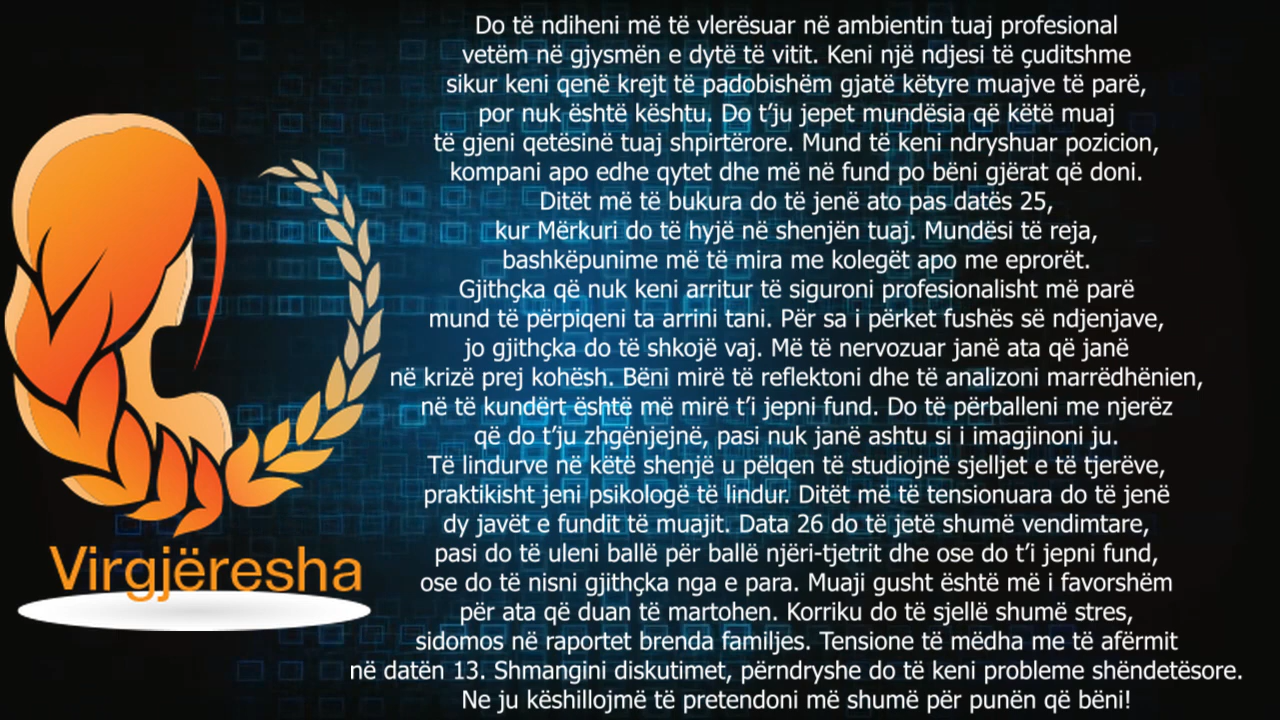 Do të ndiheni më të vlerësuar në ambientin tuaj profesional
vetëm në gjysmën e dytë të vitit. Keni një ndjesi të çuditshme
sikur keni qenë krejt të padobishëm gjatë këtyre muajve të parë,
por nuk është kështu. Do t’ju jepet mundësia që këtë muaj
të gjeni qetësinë tuaj shpirtërore. Mund të keni ndryshuar pozicion,
kompani apo edhe qytet dhe më në fund po bëni gjërat që doni.
Ditët më të bukura do të jenë ato pas datës 25,
kur Mërkuri do të hyjë në shenjën tuaj. Mundësi të reja,
bashkëpunime më të mira me kolegët apo me eprorët.
Gjithçka që nuk keni arritur të siguroni profesionalisht më parë
mund të përpiqeni ta arrini tani. Për sa i përket fushës së ndjenjave,
jo gjithçka do të shkojë vaj. Më të nervozuar janë ata që janë
në krizë prej kohësh. Bëni mirë të reflektoni dhe të analizoni marrëdhënien,
në të kundërt është më mirë t’i jepni fund. Do të përballeni me njerëz
që do t’ju zhgënjejnë, pasi nuk janë ashtu si i imagjinoni ju.
Të lindurve në këtë shenjë u pëlqen të studiojnë sjelljet e të tjerëve,
praktikisht jeni psikologë të lindur. Ditët më të tensionuara do të jenë
dy javët e fundit të muajit. Data 26 do të jetë shumë vendimtare,
pasi do të uleni ballë për ballë njëri-tjetrit dhe ose do t’i jepni fund,
ose do të nisni gjithçka nga e para. Muaji gusht është më i favorshëm
për ata që duan të martohen. Korriku do të sjellë shumë stres,
sidomos në raportet brenda familjes. Tensione të mëdha me të afërmit
në datën 13. Shmangini diskutimet, përndryshe do të keni probleme shëndetësore.
Ne ju këshillojmë të pretendoni më shumë për punën që bëni!
Virgjëresha